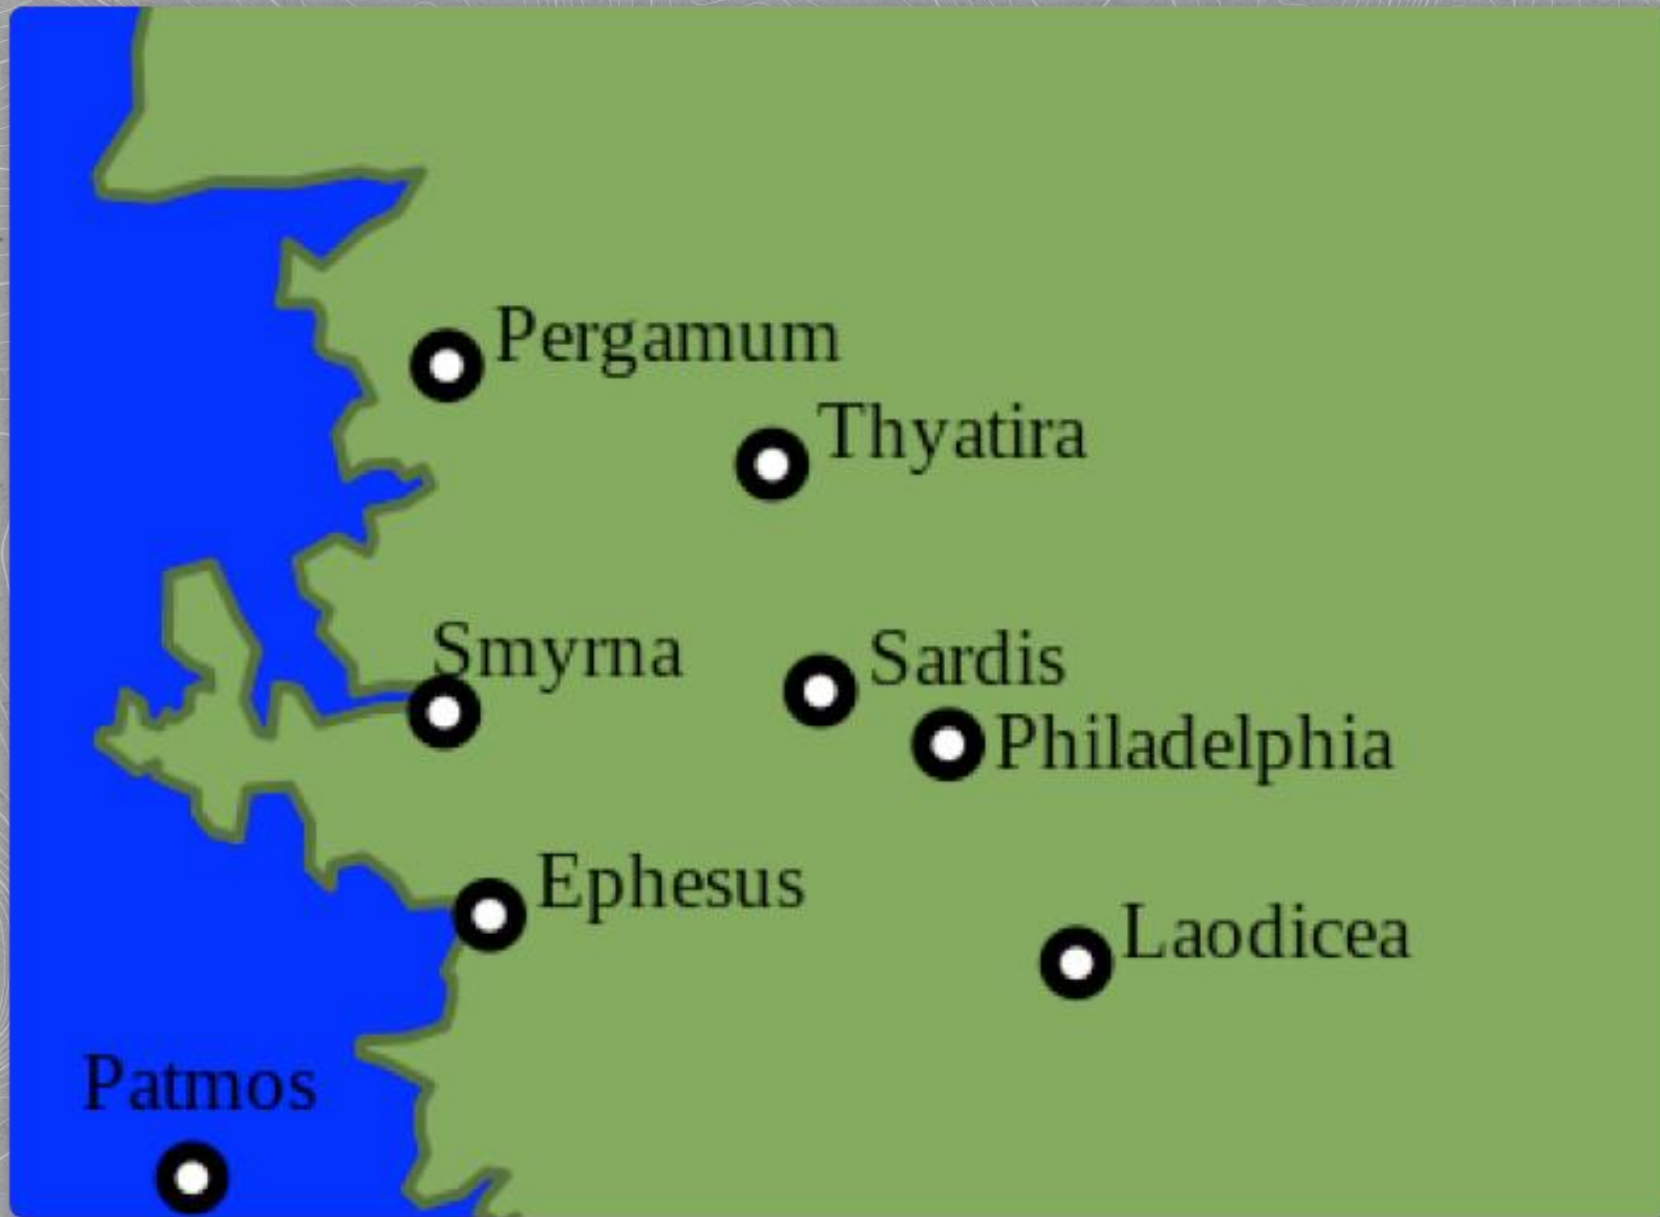 Pergamum
Thyatira
Smyrna
Sardis
Philadelphia
Ephesus
Laodicea
Patmos